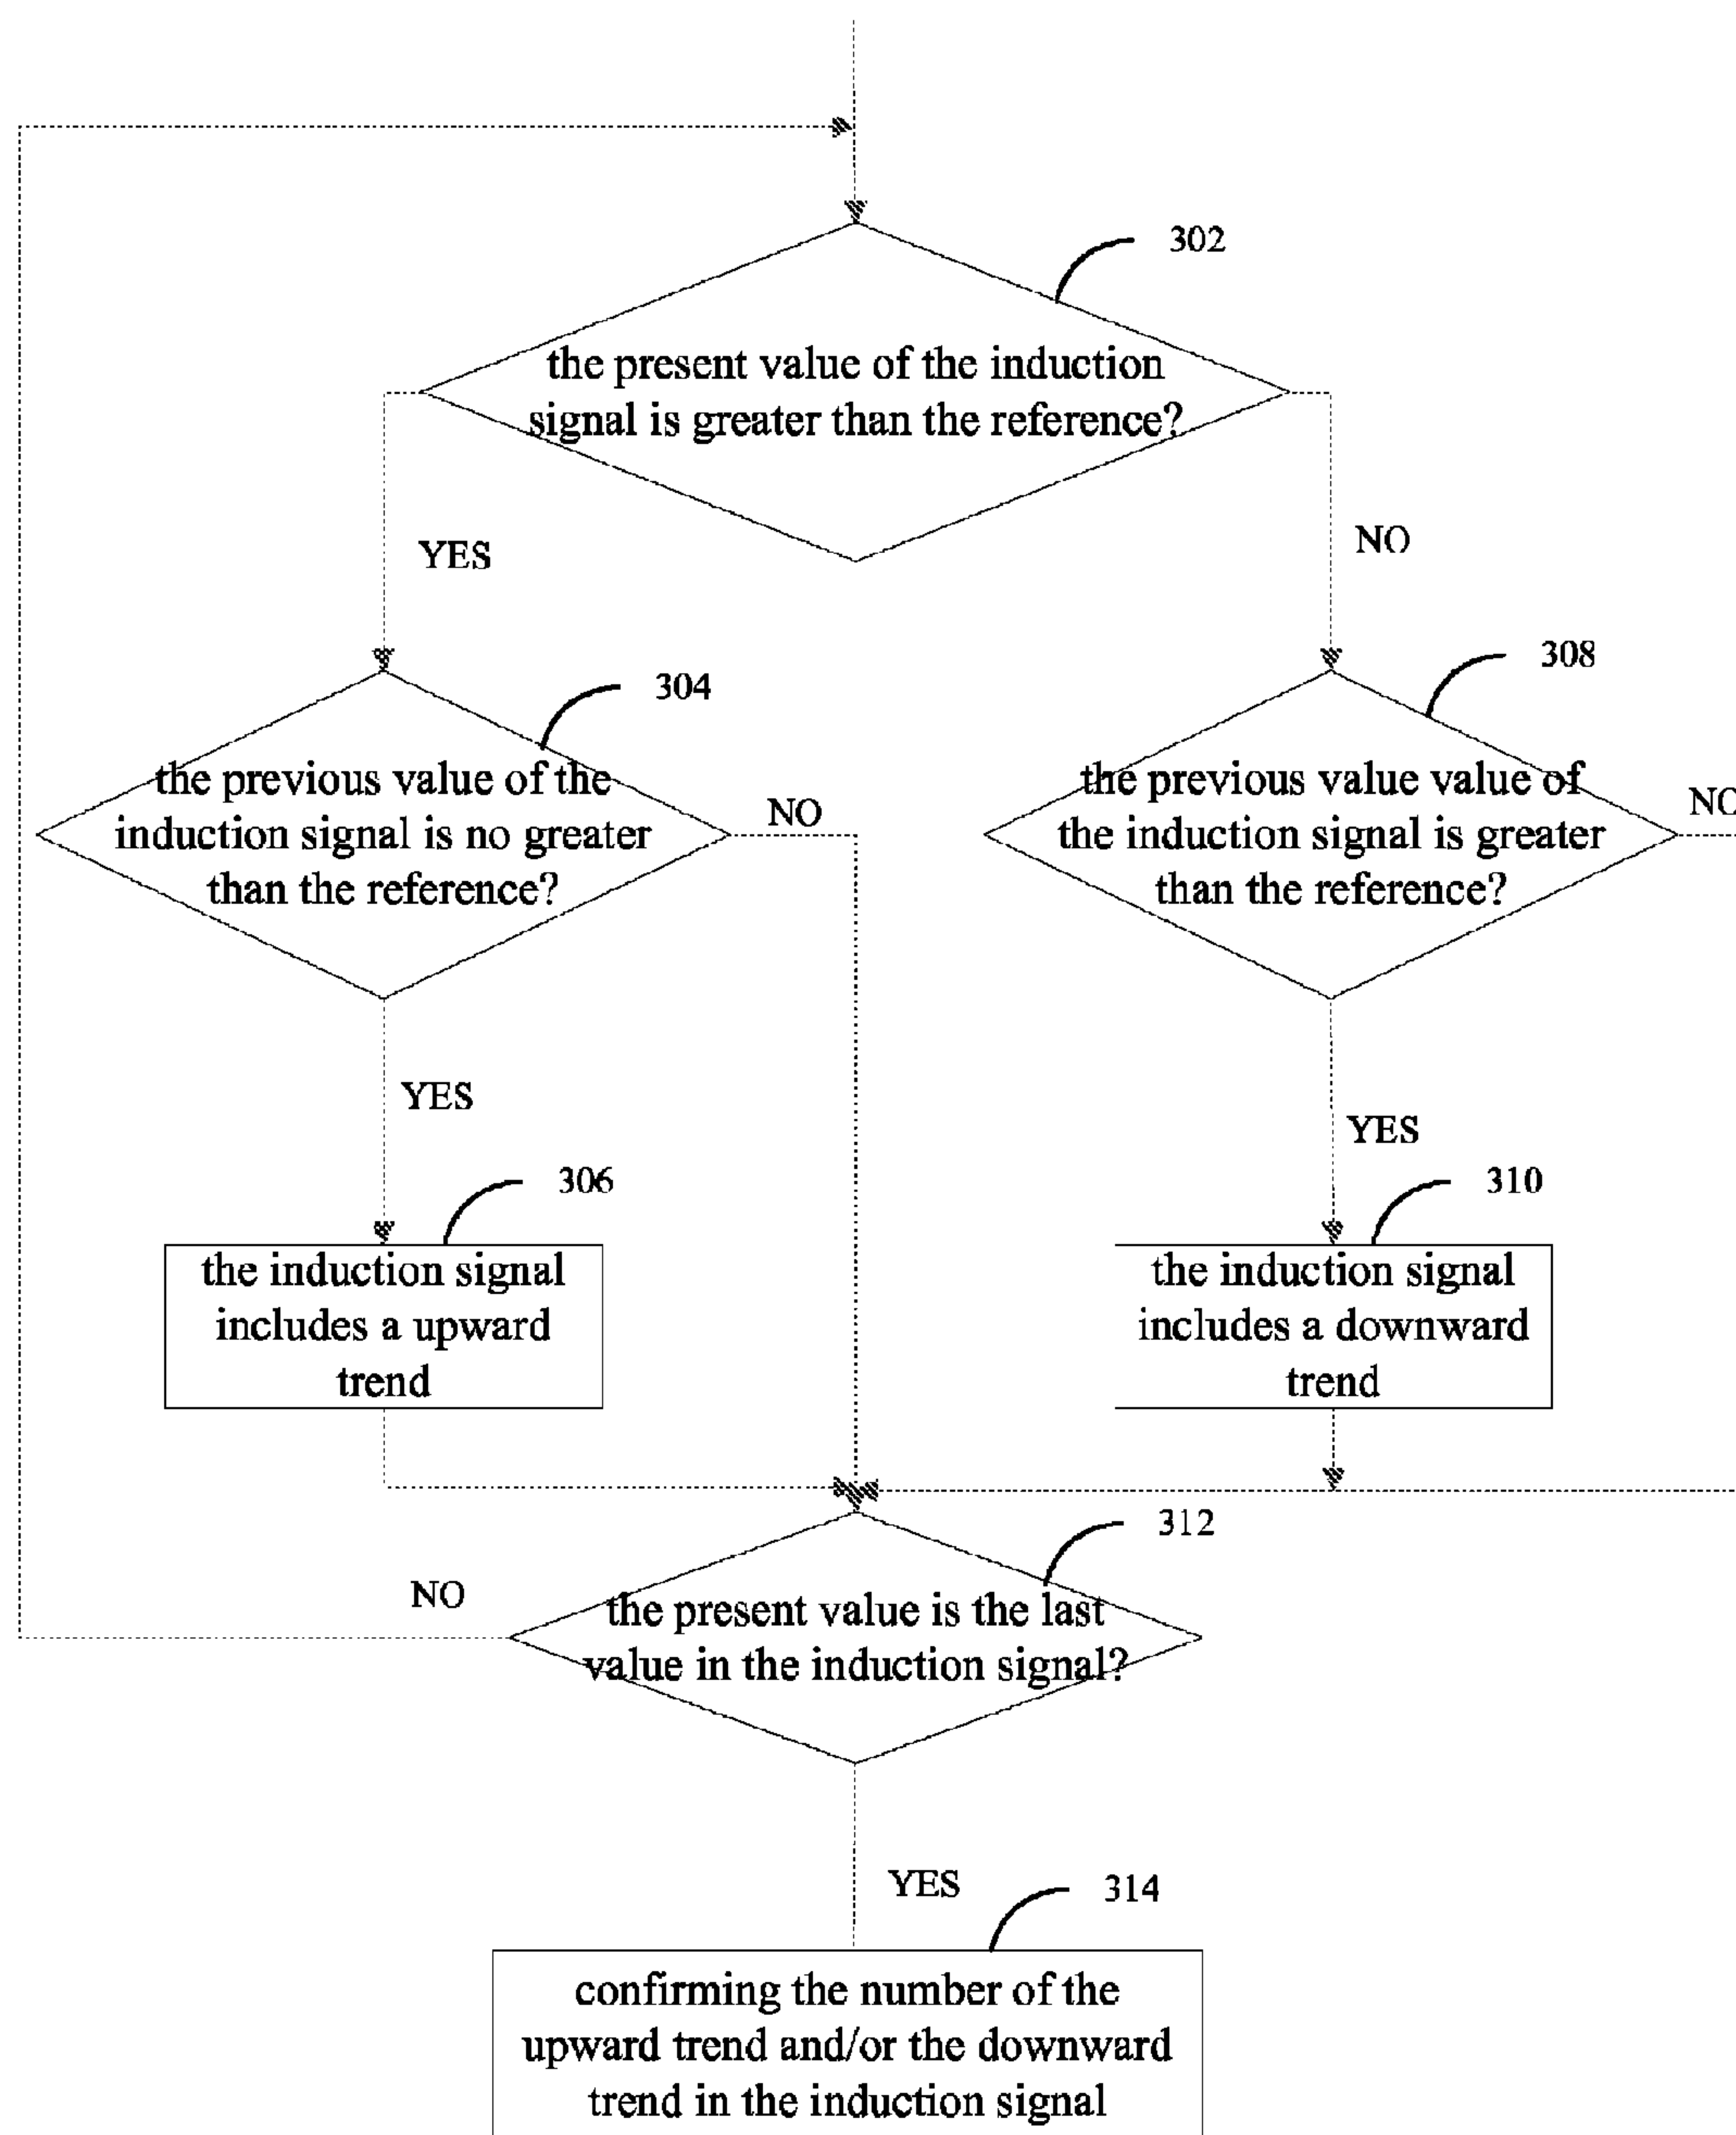 302
the present value of the induction
signal is greater than the reference?
YES
NO
304
308
the previous value of the
induction signal is no greater
than the reference?
NO
the previous value value of
the induction signal is greater
than the reference?
NO
YES
YES
306
310
the induction signal
includes a upward
trend
the induction signal
includes a downward
trend
312
NO
the present value is the last
value in the induction signal?
YES
314
confirming the number of the
upward trend and/or the downward
trend in the induction signal